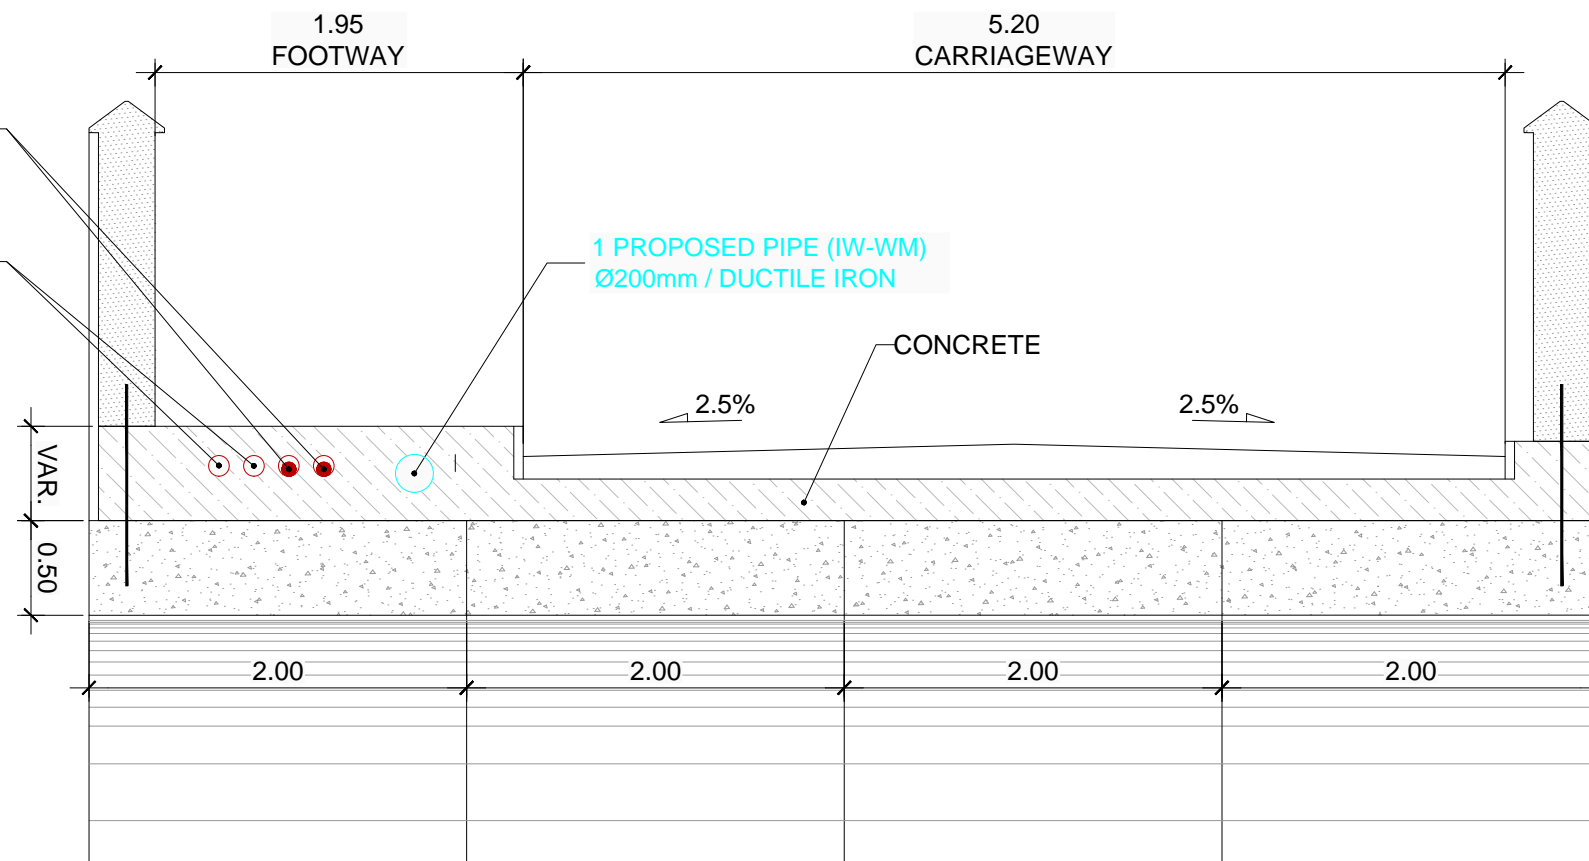 1.95
FOOTWAY
5.20
CARRIAGEWAY
1 PROPOSED PIPE (IW-WM)
Ø200mm / DUCTILE IRON
CONCRETE
2.5%
2.5%
VAR.
0.50
2.00
2.00
2.00
2.00